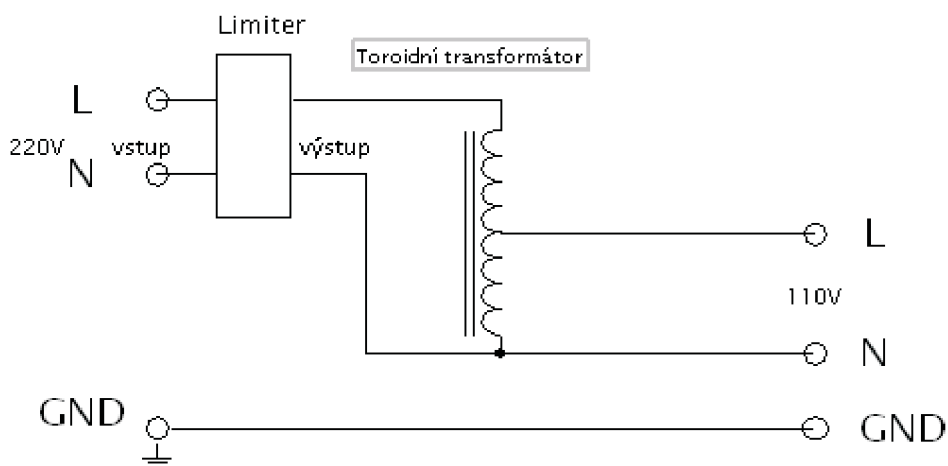 Limiter
Toroidní transformátor
L
220V vstup výstup
N
L
110V
N
GND
GND